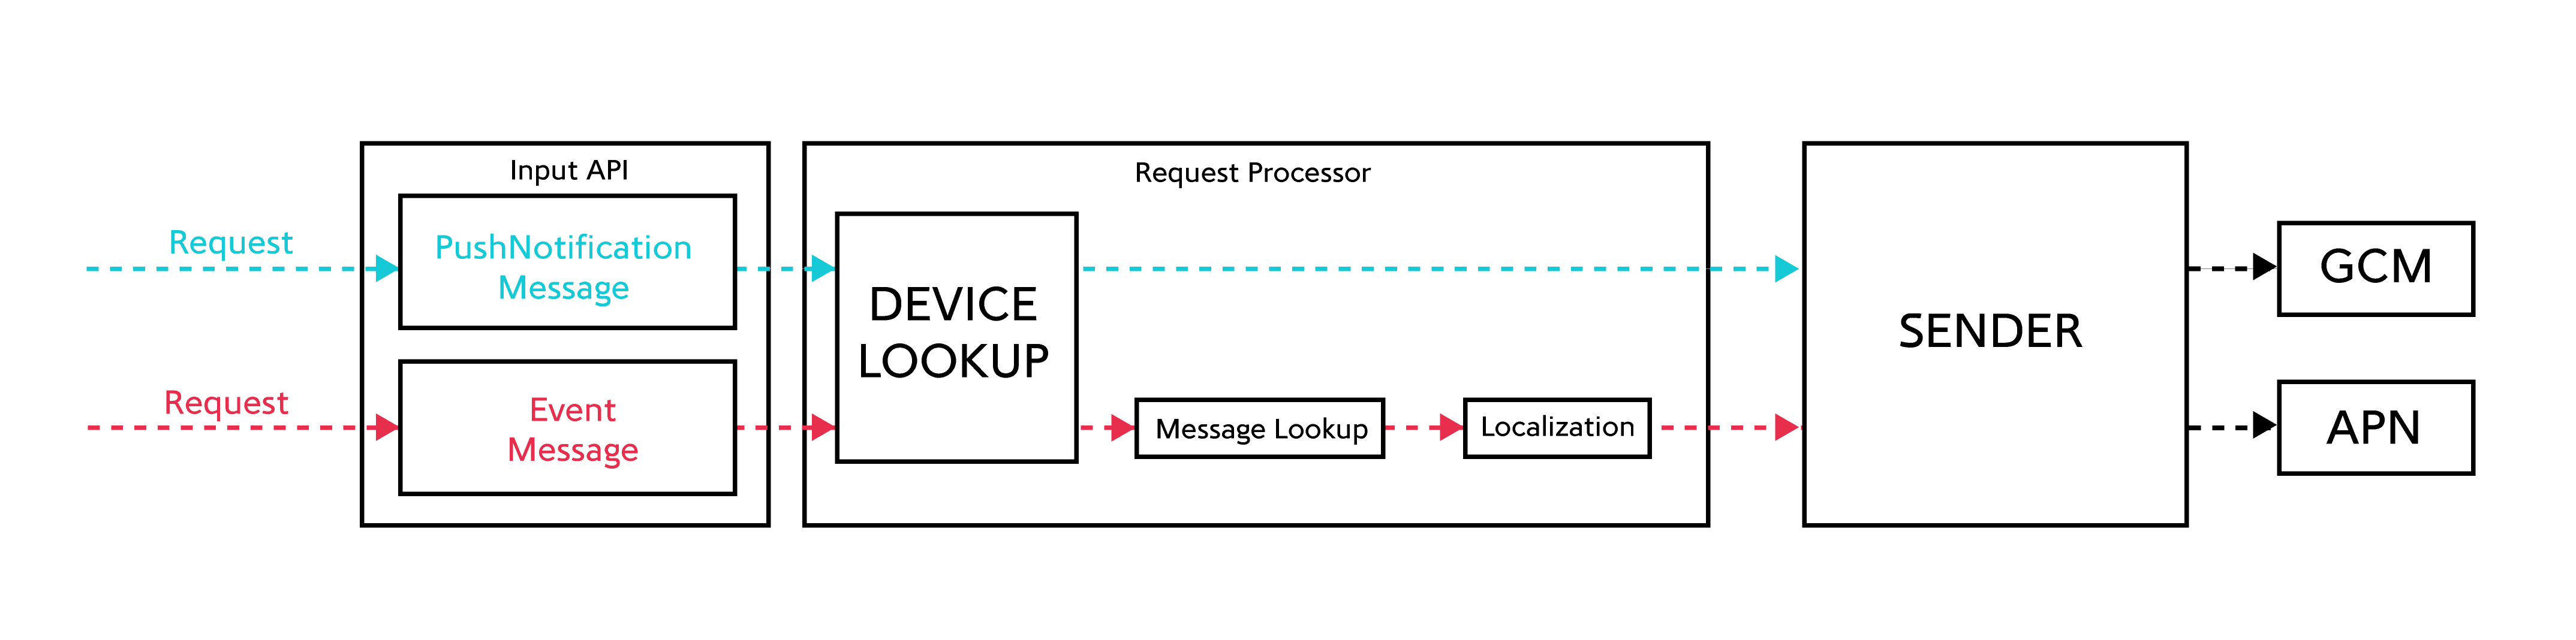 Input API
Request Processor
Request
PushNotification
Message
DEVICE
LOOKUP
SENDER
GCM
Request
Event
Message
Message Lookup
Localization
APN